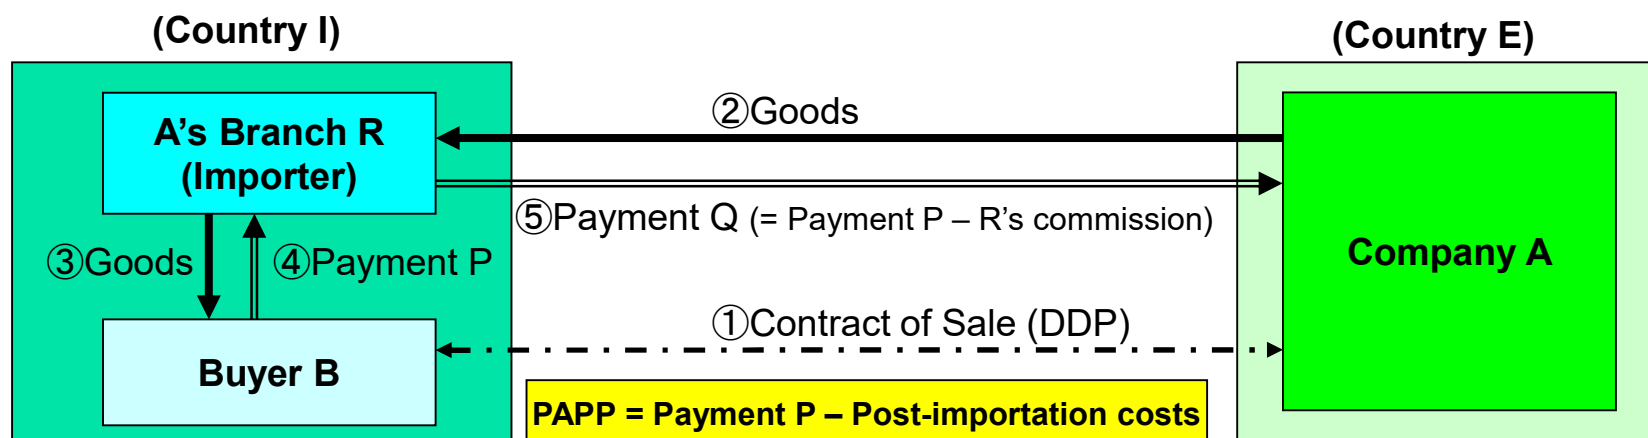 (Country I)
(Country E)
A’s Branch R
(Importer)
②Goods
⑤Payment Q (= Payment P – R’s commission)
Company A
③Goods
④Payment P
①Contract of Sale (DDP)
Buyer B
PAPP = Payment P – Post-importation costs